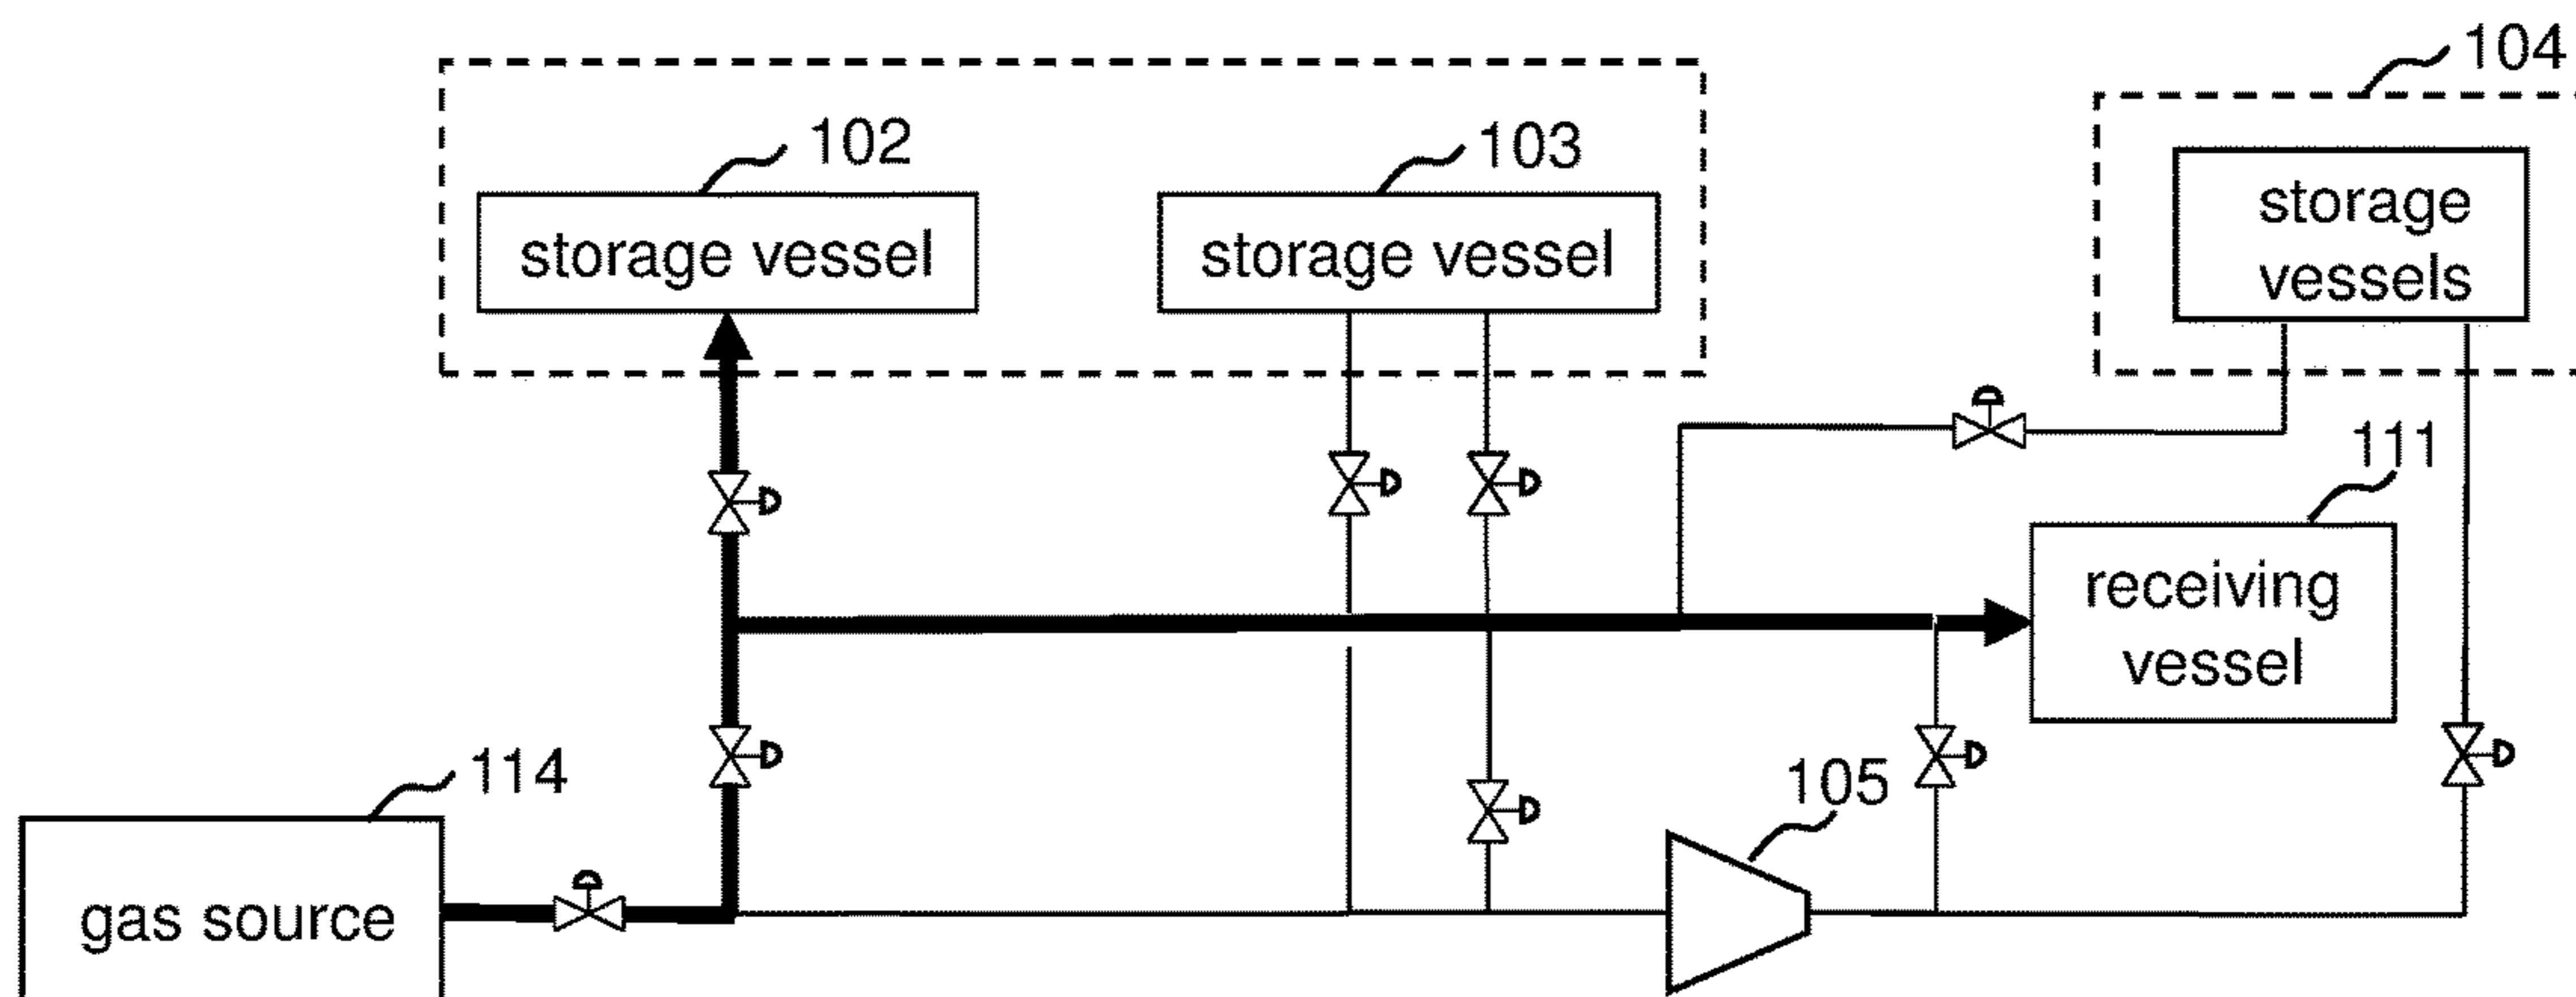 104
102
103
storage
vessels
storage vessel
storage vessel
111
receiving
vessel
114
105
gas source